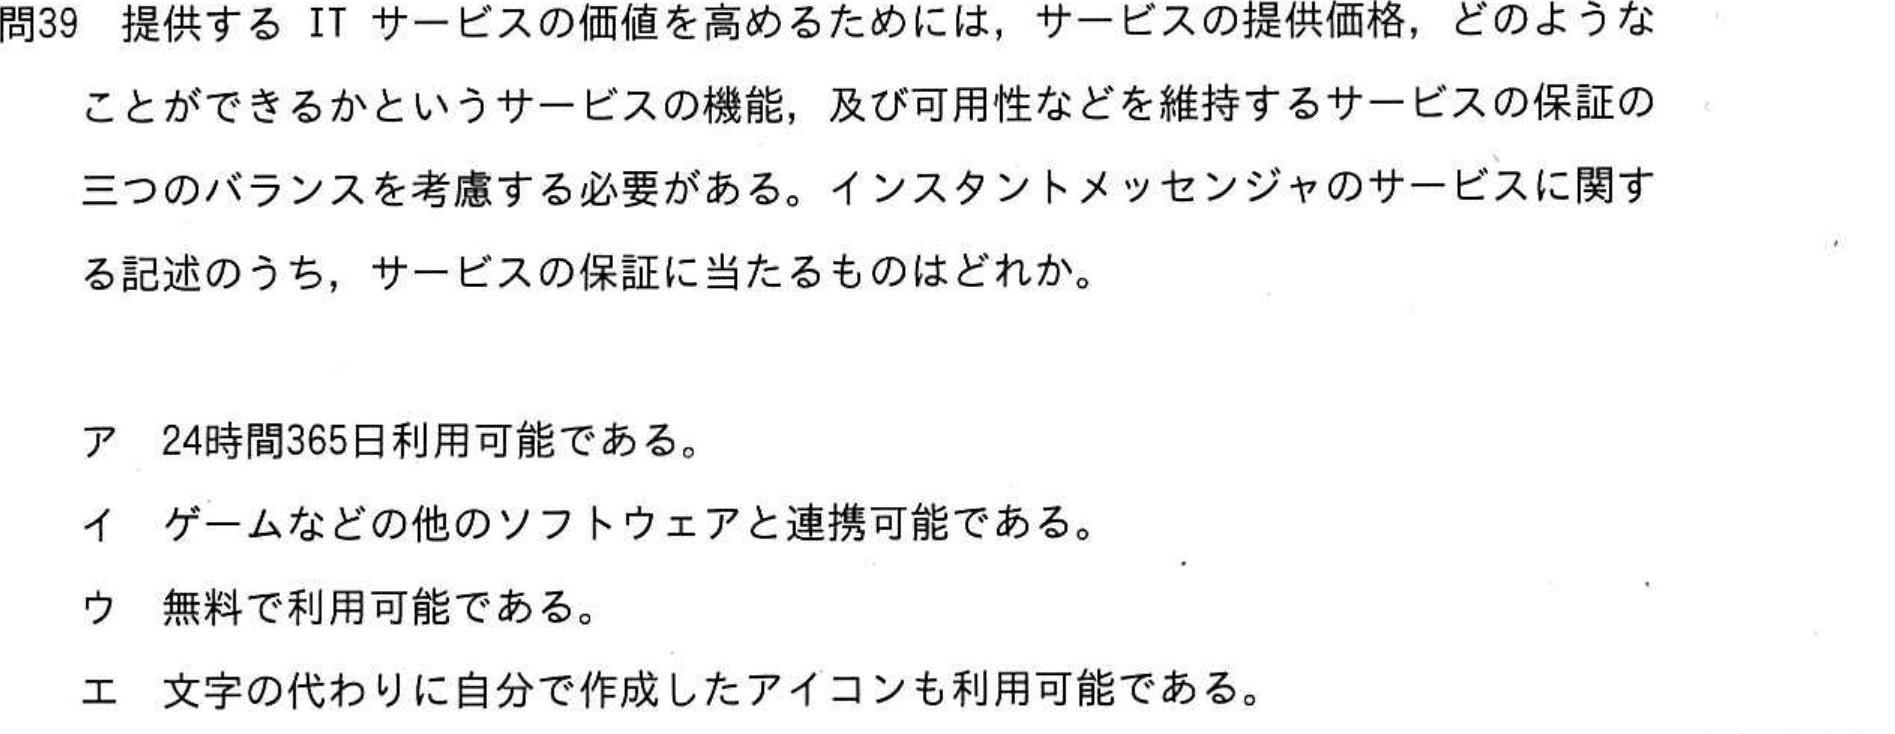 問39 提供する IT サービスの価値を高めるためには，サービスの提供価格，どのような
ことができるかというサービスの機能，及び可用性などを維持するサービスの保証の
三つのバランスを考慮する必要がある。インスタントメッセンジャのサービスに関す
る記述のうち，サービスの保証に当たるものはどれか。
ア 24時間365日利用可能である。
イ ゲームなどの他のソフトウェアと連携可能である。
ウ 無料で利用可能である。
エ 文字の代わりに自分で作成したアイコンも利用可能である。